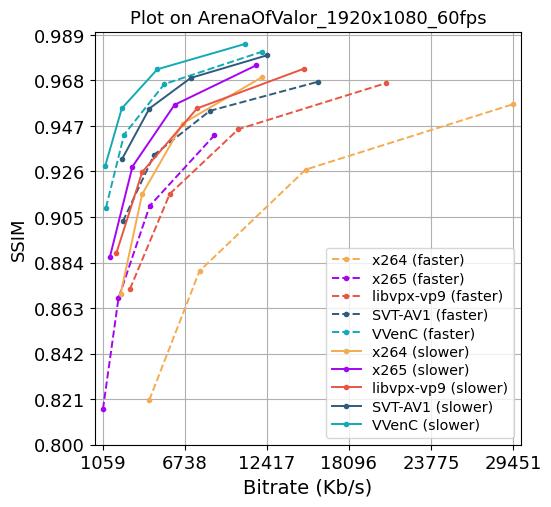 Plot on ArenaOfValor_1920x1080_60fps
SSIM
0.989
0.968
0.947
0.926
0.905
0.884
0.863
0.842
0.821
0.800
x264 (faster)
x265 (faster)
libvpx-vp9 (faster)
SVT-AV1 (faster)
VVenC (faster)
x264 (slower)
x265 (slower)
libvpx-vp9 (slower)
SVT-AV1 (slower)
VVenC (slower)
1059 6738 12417 18096 23775 29451
Bitrate (Kb/s)